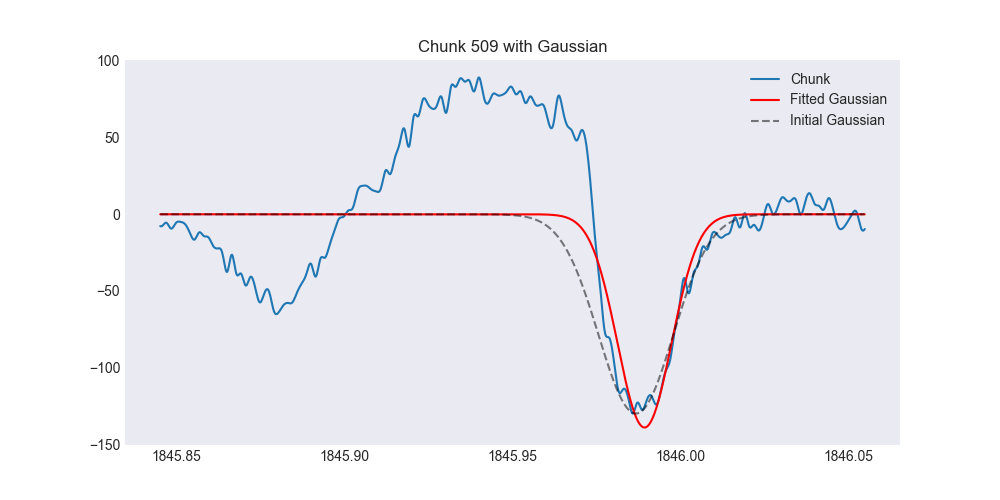 Chunk 509 with Gaussian
Chunk
Fitted Gaussian
Initial Gaussian
100
50
0
−50
−100
−150
1845.85 1845.90 1845.95 1846.00 1846.05